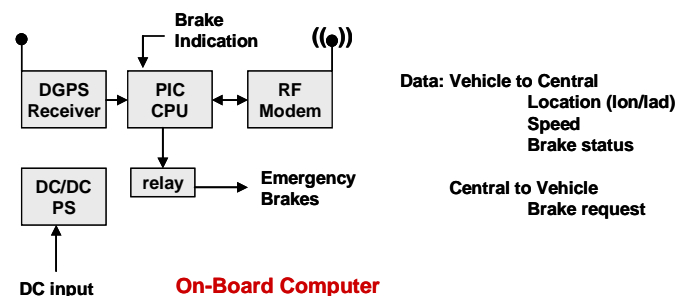 Brake
Indication
((●))
DGPS
Receiver
PIC
CPU
RF
Modem
relay
Emergency
Brakes
DC/DC
PS
DC input
Data: Vehicle to Central
Location (lon/lad)
Speed
Brake status
Central to Vehicle
Brake request
On-Board Computer